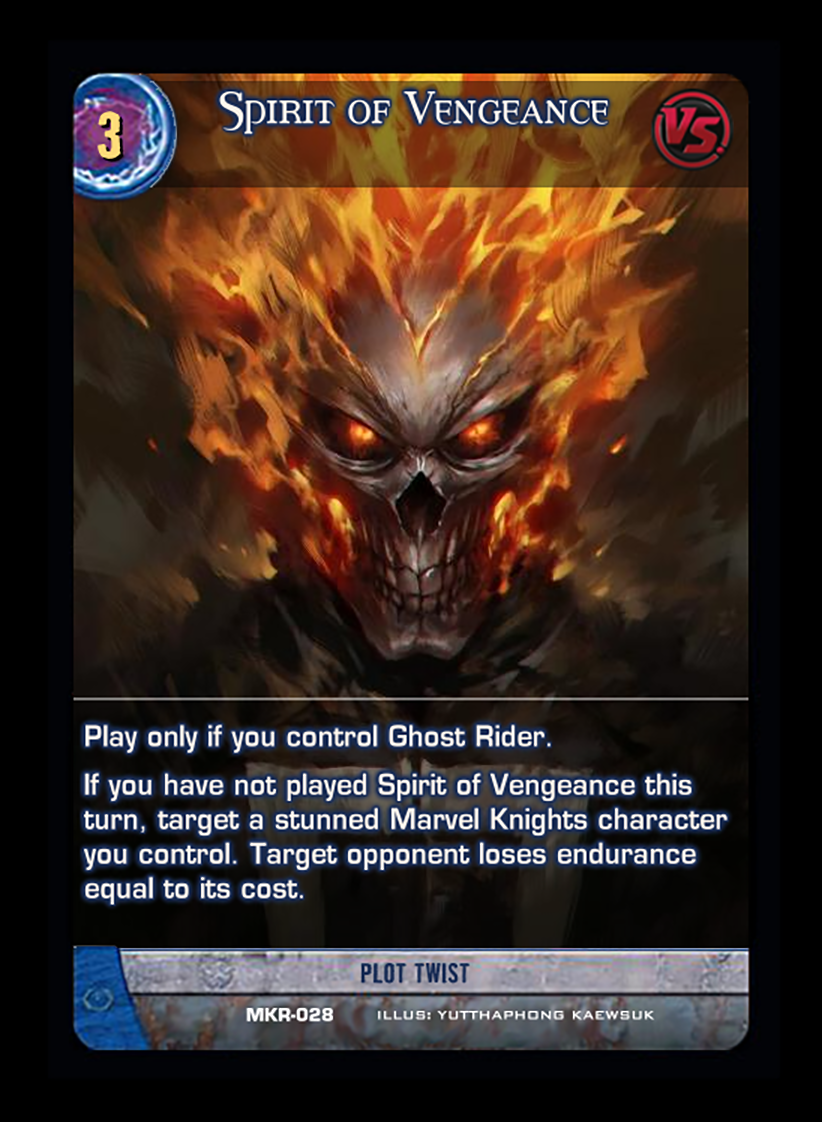 3
Spirit of Vengeance
VS.
Play only if you control Ghost Rider.
If you have not played Spirit of Vengeance this
turn, target a stunned Marvel Knights character
you control. Target opponent loses endurance
equal to its cost.
PLOT TWIST
MKR-028 ILLUS: YUTTHAPHONG KAEWSUK